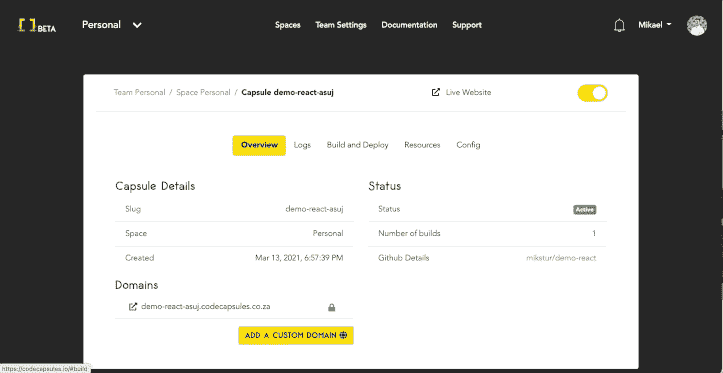 [ ] BETA
Personal
Spaces Team Settings Documentation Support
Mikael
Team Personal / Space Personal / Capsule demo-react-asuj
Live Website
Overview Logs Build and Deploy Resources Config
Capsule Details
Slug demo-react-asuj
Space Personal
Created Mar 13, 2021, 6:57:39 PM
Status
Status Active
Number of builds 1
Github Details mikstur/demo-react
Domains
demo-react-asuj.codecapsules.co.za
ADD A CUSTOM DOMAIN
https://codecapsules.io/#build